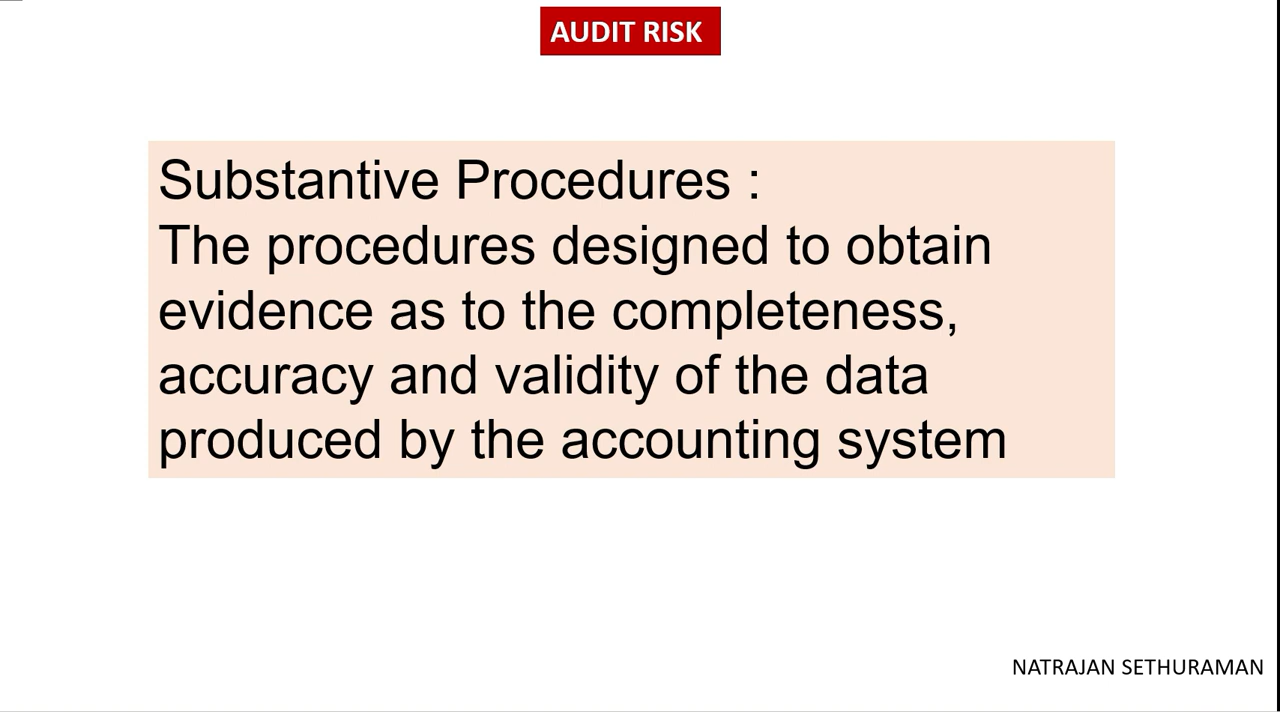 AUDIT RISK
Substantive Procedures :
The procedures designed to obtain
evidence as to the completeness,
accuracy and validity of the data
produced by the accounting system
NATRAJAN SETHURAMAN